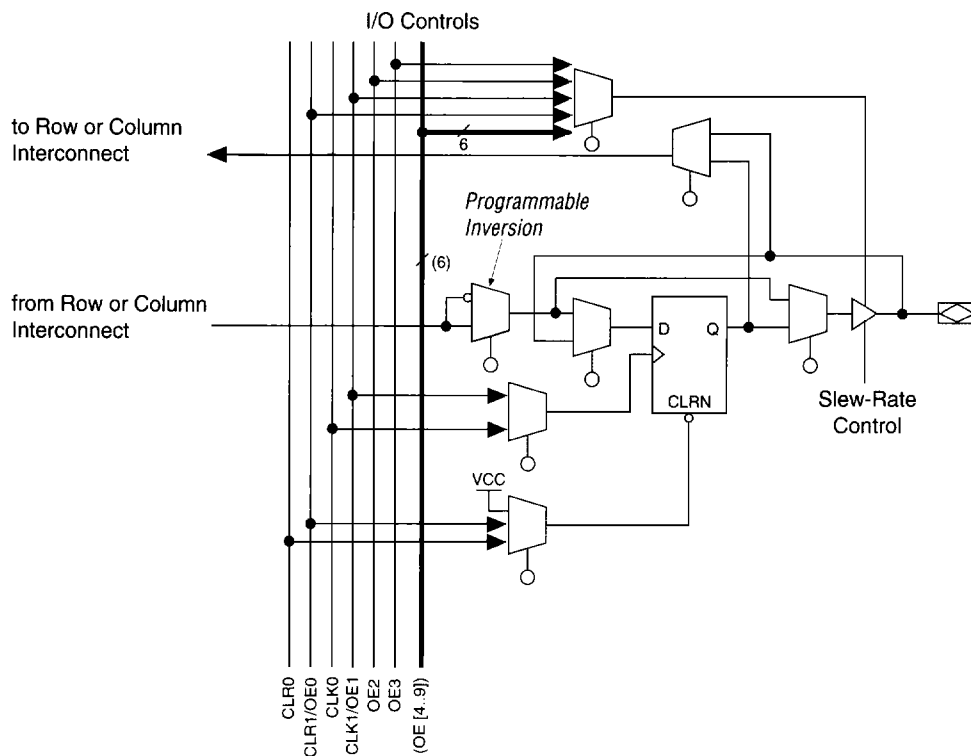 I/O Controls
to Row or Column
Interconnect
6
Programmable
Inversion
(6)
from Row or Column
Interconnect
D
Q
CLRN
Slew-Rate
Control
VCC
CLR0
CLR1/OE0
CLK0
CLK1/OE1
OE2
OE3
(OE [4..9])